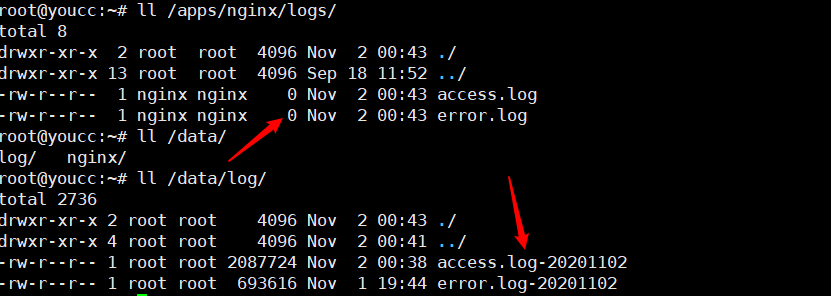 root@youcc:~# ll /apps/nginx/logs/
total 8
drwxr-xr-x  2 root  root  4096 Nov  2 00:43 ./
drwxr-xr-x 13 root  root  4096 Sep 18 11:52 ../
-rw-r--r--  1 nginx nginx    0 Nov  2 00:43 access.log
-rw-r--r--  1 nginx nginx    0 Nov  2 00:43 error.log
root@youcc:~# ll /data/
log/   nginx/
root@youcc:~# ll /data/log/
total 2736
drwxr-xr-x 2 root root    4096 Nov  2 00:43 ./
drwxr-xr-x 4 root root    4096 Nov  2 00:41 ../
-rw-r--r-- 1 root root 2087724 Nov  2 00:38 access.log-20201102
-rw-r--r-- 1 root root  693616 Nov  1 19:44 error.log-20201102